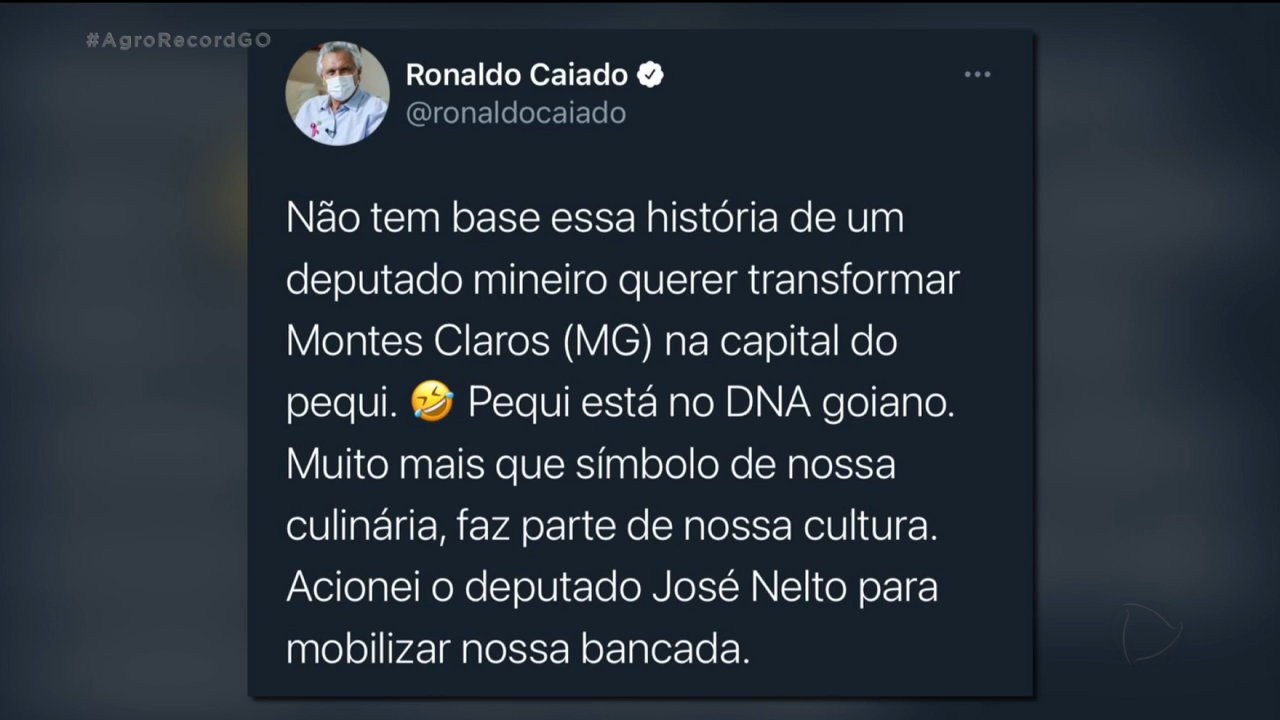 #AgroRecordGO
Ronaldo Caiado
@ronaldocaiado
Não tem base essa história de um
deputado mineiro querer transformar
Montes Claros (MG) na capital do
pequi. 🤣 Pequi está no DNA goiano.
Muito mais que símbolo de nossa
culinária, faz parte de nossa cultura.
Acionei o deputado José Nelto para
mobilizar nossa bancada.